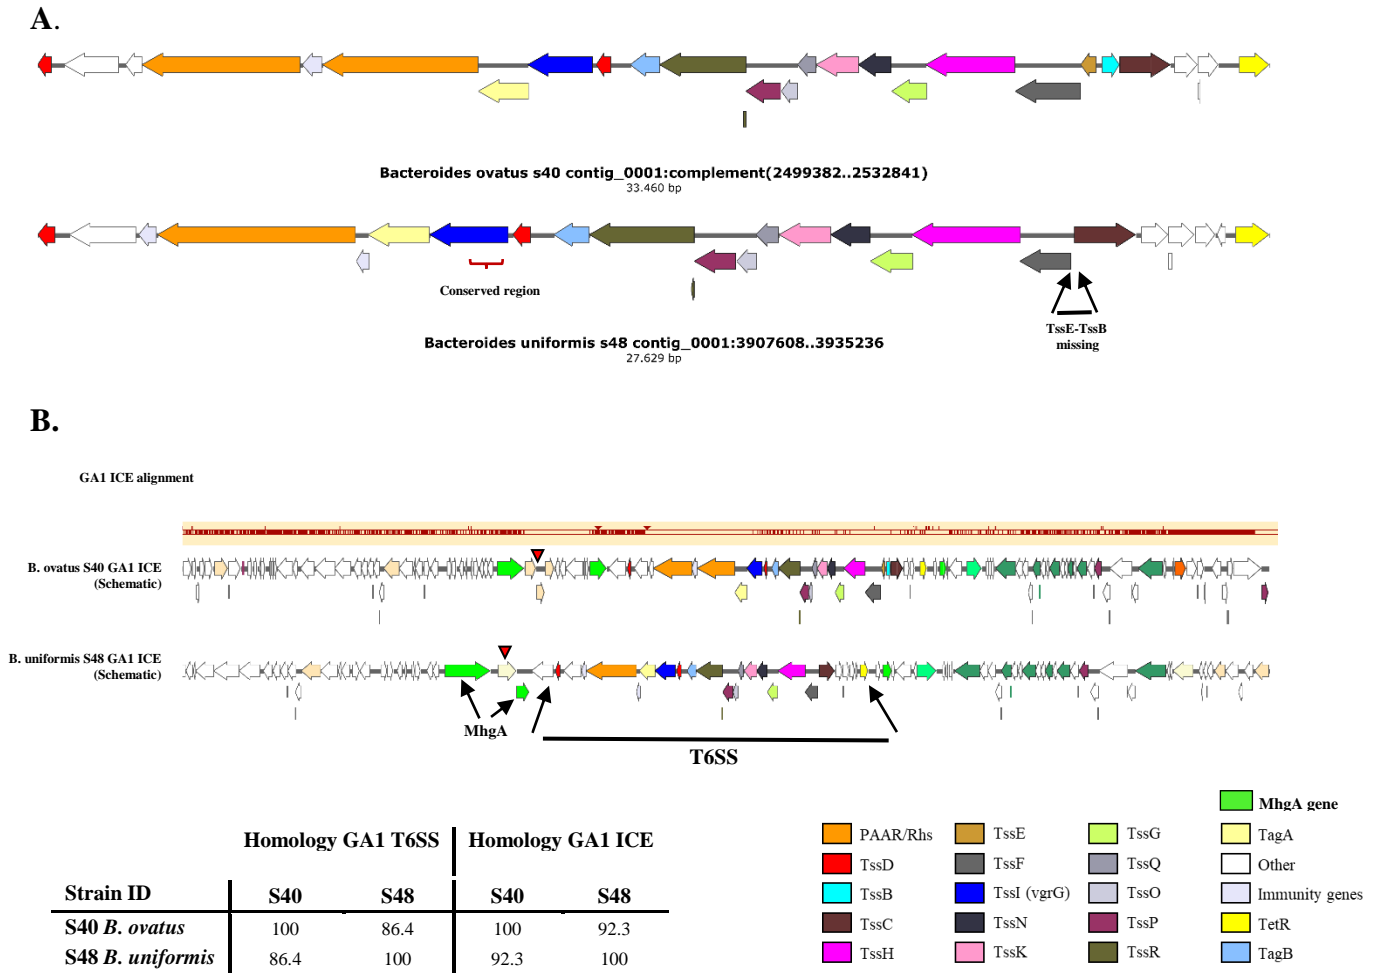 A.
Bacteroides ovatus s40 contig_0001:complement(2499382..2532841)
33.460 bp
Conserved region
TssE-TssB
missing
Bacteroides uniformis s48 contig_0001:3907608..3935236
27.629 bp
B.
GA1 ICE alignment
B. ovatus S40 GA1 ICE
(Schematic)
B. uniformis S48 GA1 ICE
(Schematic)
MhgA
T6SS
Homology GA1 T6SS Homology GA1 ICE
Strain ID S40 S48 S40 S48
S40 B. ovatus 100 86.4 100 92.3
S48 B. uniformis 86.4 100 92.3 100
MhgA gene
PAAR/Rhs TssE TssG TagA
TssD TssF TssQ Other
TssB TssI (vgrG) TssO Immunity genes
TssC TssN TssP TetR
TssH TssK TssR TagB